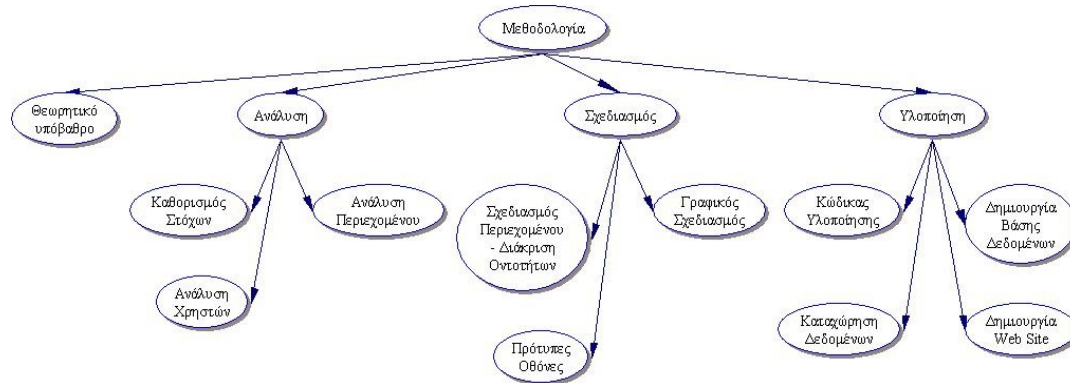 Μεθοδολογία
Θεωρητικό
υπόβαθρο
Ανάλυση
Σχεδιασμός
Υλοποίηση
Καθορισμός
Στόχων
Ανάλυση
Περιεχομένου
Ανάλυση
Χρηστών
Σχεδιασμός
Περιεχομένου
- Διάκριση
Οντοτήτων
Γραφικός
Σχεδιασμός
Πρότυπες
Οθόνες
Κώδικας
Υλοποίησης
Δημιουργία
Βάσης
Δεδομένων
Καταχώρηση
Δεδομένων
Δημιουργία
Web Site